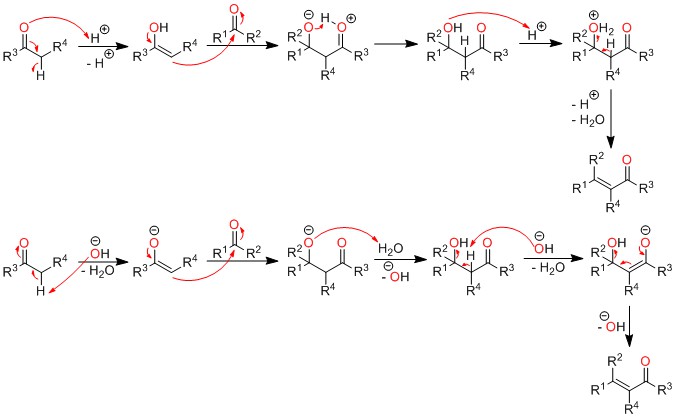 O
R³ R⁴
H
H⊕
- H⊕
OH
R³ R⁴
O
R¹ R²
⊖ O H O ⊕
R² R¹ R³
R⁴
OH H O
R² R¹ R³
R⁴
H⊕
⊕ OH₂ H O
R² R¹ R³
R⁴
- H⊕
- H₂O
R² O
R¹ R³
R⁴
O
R³ R⁴
H
⊖ OH
- H₂O
⊖ O
R³ R⁴
O
R¹ R²
⊖ O O
R² R¹ R³
R⁴
H₂O
- ⊖ OH
OH H O
R² R¹ R³
R⁴
⊖ OH
- H₂O
OH O ⊖
R² R¹ R³
R⁴
- ⊖ OH
R² O
R¹ R³
R⁴